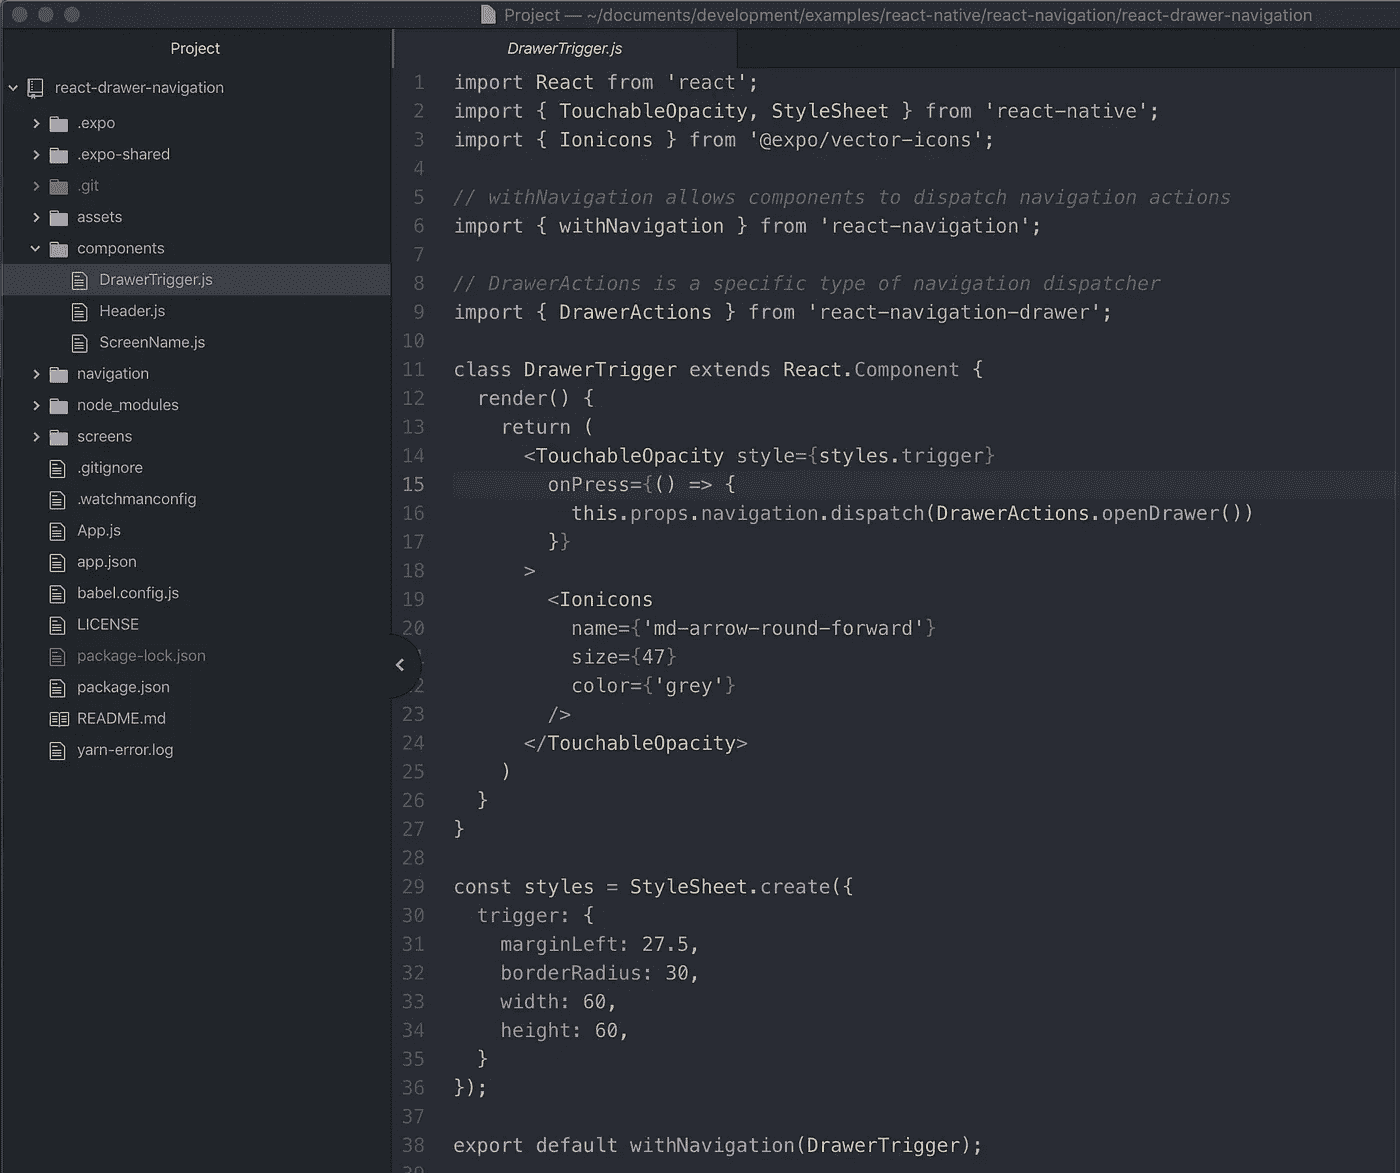 Project — ~/documents/development/examples/react-native/react-navigation/react-drawer-navigation
Project
react-drawer-navigation
.expo
.expo-shared
.git
assets
components
DrawerTrigger.js
Header.js
ScreenName.js
navigation
node_modules
screens
.gitignore
.watchmanconfig
App.js
app.json
babel.config.js
LICENSE
package-lock.json
package.json
README.md
yarn-error.log
DrawerTrigger.js
1 import React from 'react';
2 import { TouchableOpacity, StyleSheet } from 'react-native';
3 import { Ionicons } from '@expo/vector-icons';
4
5 // withNavigation allows components to dispatch navigation actions
6 import { withNavigation } from 'react-navigation';
7
8 // DrawerActions is a specific type of navigation dispatcher
9 import { DrawerActions } from 'react-navigation-drawer';
10
11 class DrawerTrigger extends React.Component {
12 render() {
13 return (
14 <TouchableOpacity style={styles.trigger}
15 onPress={() => {
16 this.props.navigation.dispatch(DrawerActions.openDrawer())
17 }}
18 >
19 <Ionicons
20 name={'md-arrow-round-forward'}
size={47}
2 color={'grey'}
23 />
24 </TouchableOpacity>
25 )
26 }
27 }
28
29 const styles = StyleSheet.create({
30 trigger: {
31 marginLeft: 27.5,
32 borderRadius: 30,
33 width: 60,
34 height: 60,
35 }
36 });
37
38 export default withNavigation(DrawerTrigger);